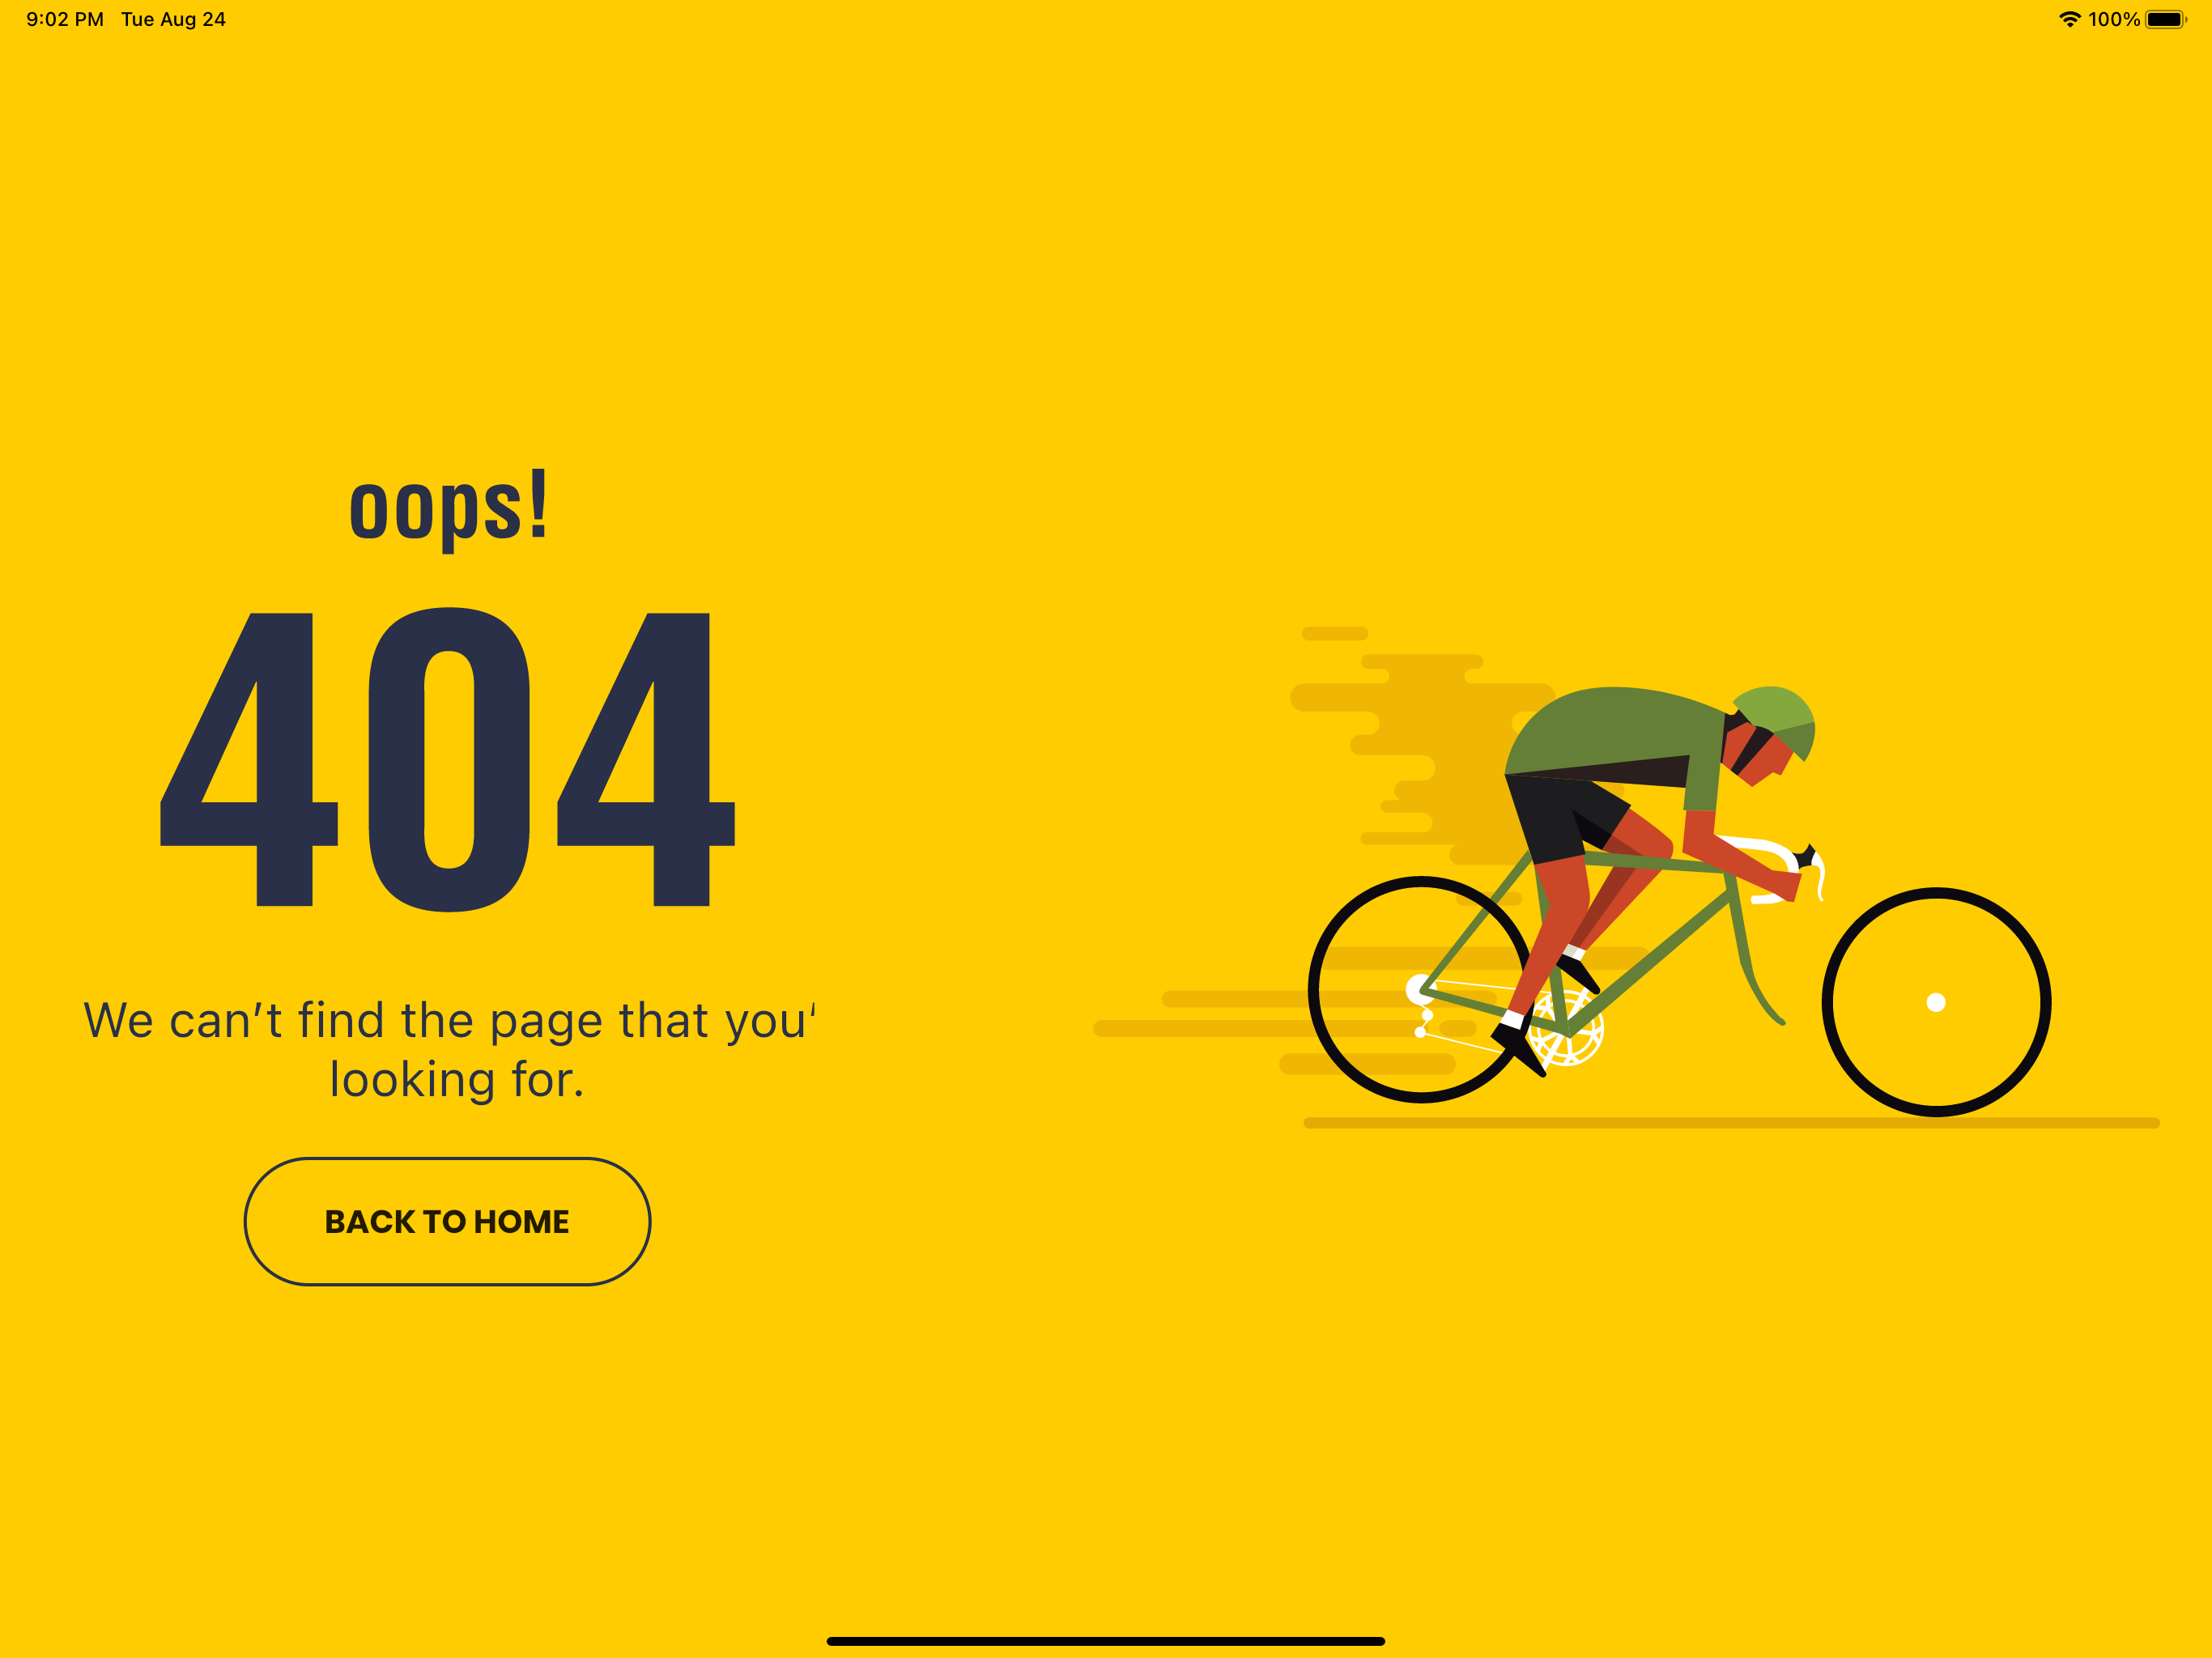 9:02 PM Tue Aug 24
100%
oops!
404
We can't find the page that you'
looking for.
BACK TO HOME